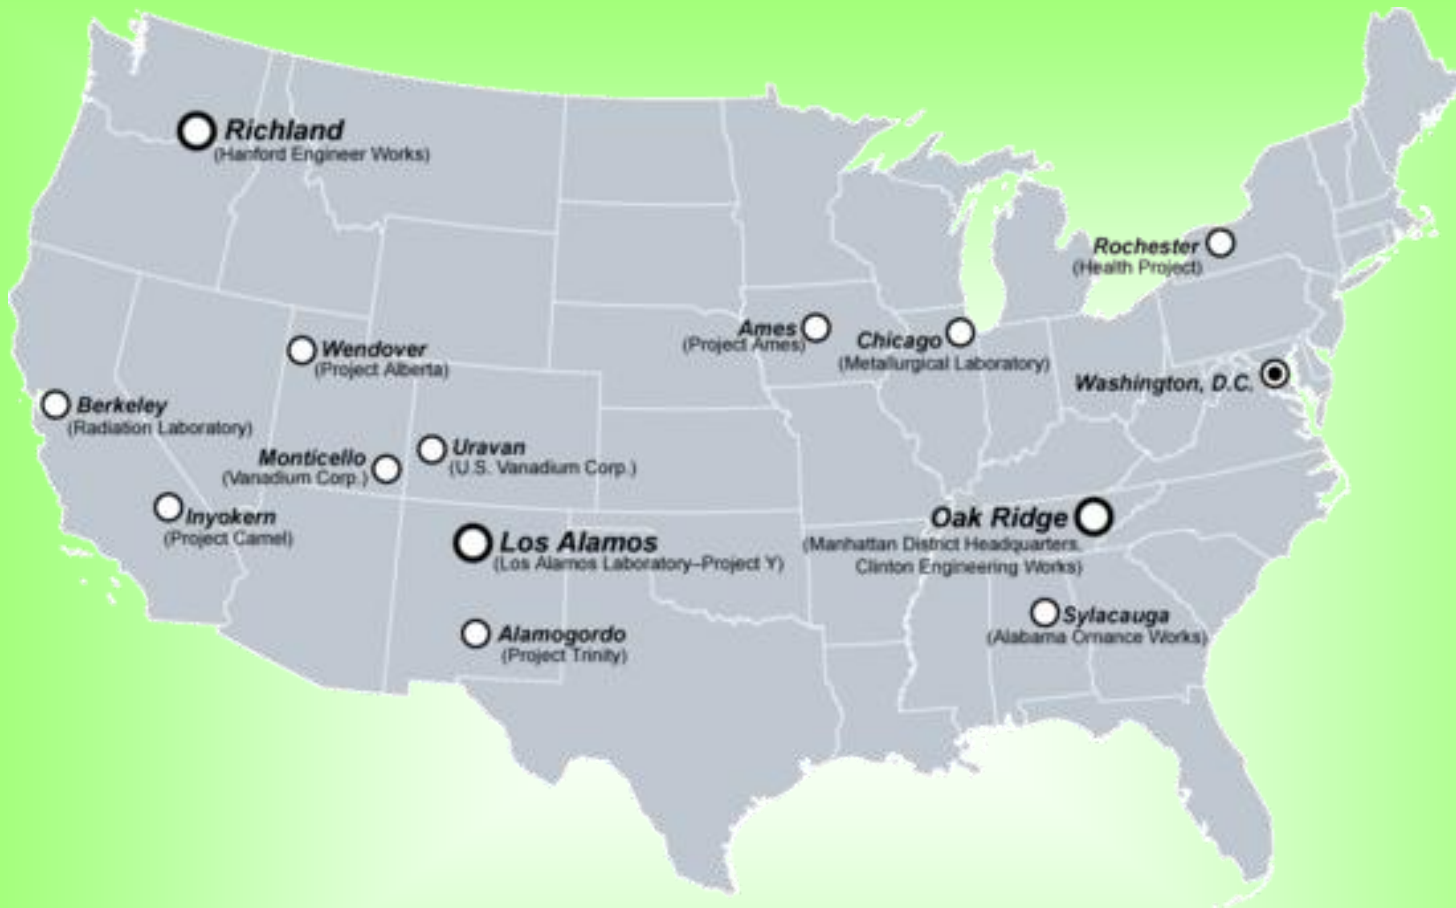 Richland
(Hanford Engineer Works)
Rochester
(Health Project)
Ames
(Project Ames)
Chicago
(Metallurgical Laboratory)
Wendover
(Project Alberta)
Washington, D.C.
Berkeley
(Radiation Laboratory)
Monticello
(Vanadium Corp.)
Uravan
(U.S. Vanadium Corp.)
Inyokern
(Project Camel)
Los Alamos
(Los Alamos Laboratory–Project Y)
Oak Ridge
(Manhattan District Headquarters,
Clinton Engineering Works)
Alamogordo
(Project Trinity)
Sylacauga
(Alabama Ornance Works)